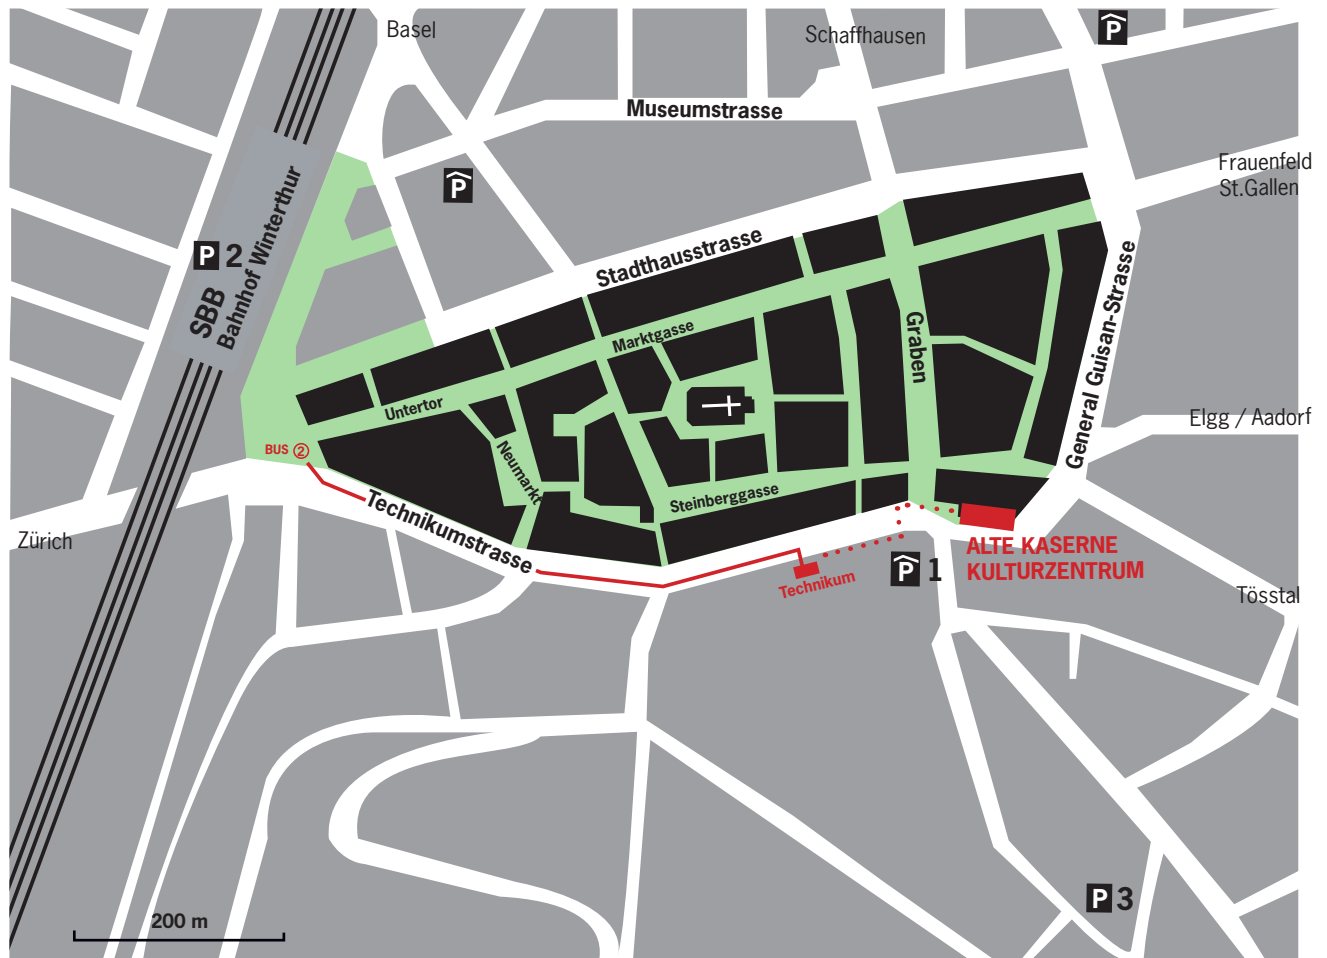 Basel
Schaffhausen
P
Museumstrasse
Frauenfeld
St.Gallen
P
P 2
SBB
Bahnhof Winterthur
Stadthausstrasse
General Guisan-Strasse
Marktgasse
Graben
Untertor
Elgg / Aadorf
BUS 2
Neumarkt
Steinberggasse
Technikumstrasse
Zürich
ALTE KASERNE
KULTURZENTRUM
P 1
Technikum
Tösstal
P 3
200 m